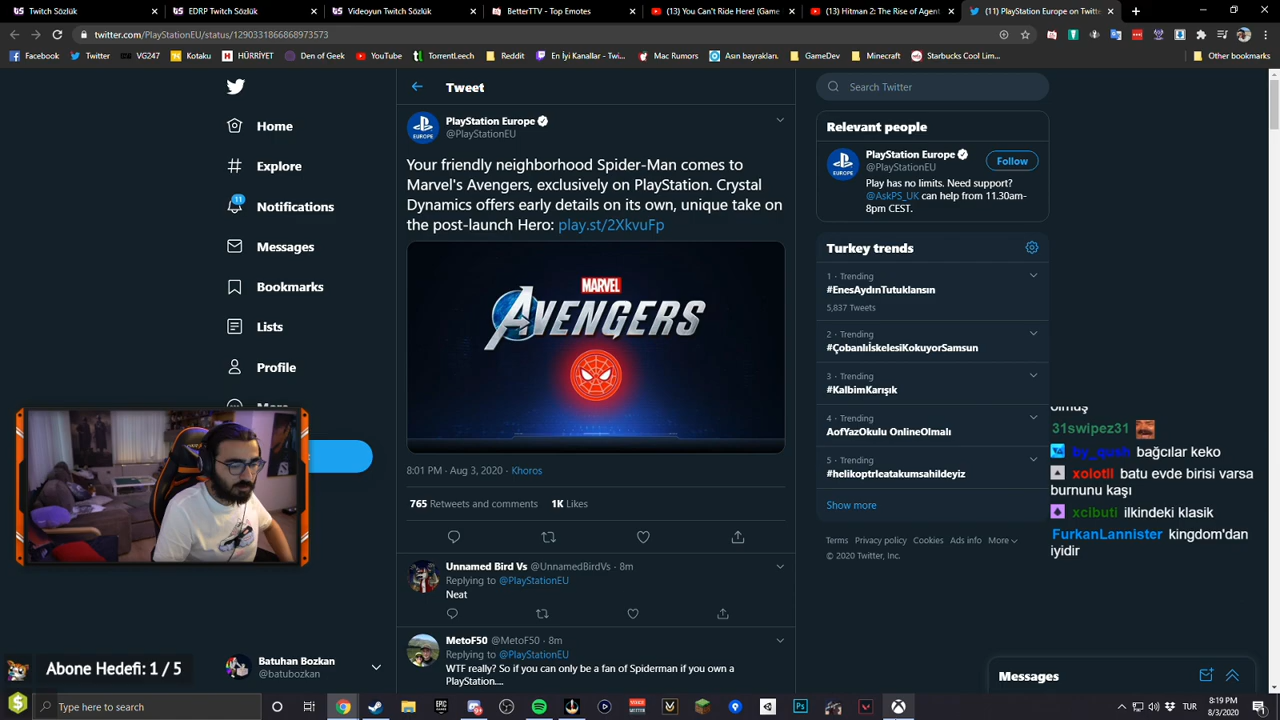 Twitch Sözlük
EDRP Twitch Sözlük
Videoyun Twitch Sözlük
BetterTTV - Top Emotes
(13) You Can't Ride Here! (Game
(13) Hitman 2: The Rise of Agent
(11) PlayStation Europe on Twitt
twitter.com/PlayStationEU/status/1290331866868973573
Facebook
Twitter
VG247
Kotaku
HÜRRİYET
Den of Geek
YouTube
TorrentLeech
Reddit
En İyi Kanallar - Twi...
Mac Rumors
Asın bayrakları.
GameDev
Minecraft
Starbucks Cool Lim...
Other bookmarks
Home
Explore
11
Notifications
Messages
Bookmarks
Lists
Profile
More
Tweet
PlayStation Europe
@PlayStationEU
Your friendly neighborhood Spider-Man comes to
Marvel's Avengers, exclusively on PlayStation. Crystal
Dynamics offers early details on its own, unique take on
the post-launch Hero: play.st/2XkvuFp
MARVEL
AVENGERS
8:01 PM · Aug 3, 2020 · Khoros
765 Retweets and comments 1K Likes
Unnamed Bird Vs @UnnamedBirdVs · 8m
Replying to @PlayStationEU
Neat
MetoF50 @MetoF50 · 8m
Replying to @PlayStationEU
WTF really? So if you can only be a fan of Spiderman if you own a
PlayStation....
Search Twitter
Relevant people
EUROPE
PlayStation Europe
@PlayStationEU
Follow
Play has no limits. Need support?
@AskPS_UK can help from 11.30am-
8pm CEST.
Turkey trends
1 · Trending
#EnesAydınTutuklansın
5,837 Tweets
2 · Trending
#ÇobanlıİskelesiKokuyorSamsun
3 · Trending
#KalbimKarışık
4 · Trending
AofYazOkulu OnlineOlmalı
5 · Trending
#helikoptrleatakumsahildeyiz
Show more
Terms Privacy policy Cookies Ads info More
© 2020 Twitter, Inc.
olmuş
31swipez31
by_qush bağcılar keko
xolotll batu evde birisi varsa
burnunu kaşı
xcibuti ilkindeki klasik
FurkanLannister kingdom'dan
iyidir
Abone Hedefi: 1 / 5
Batuhan Bozkan
@batubozkan
Messages
Type here to search
TUR
8:19 PM
8/3/2020